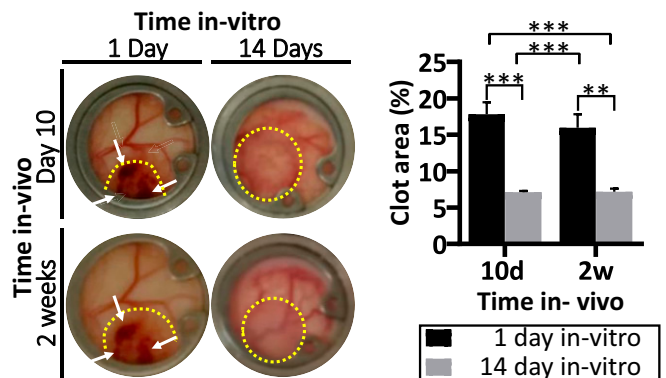 Time in-vitro
1 Day
14 Days
Time in-vivo
Day 10
2 weeks
***
***
***
**
Clot area (%)
25
20
15
10
5
0
10d
2w
Time in- vivo
1 day in-vitro
14 day in-vitro